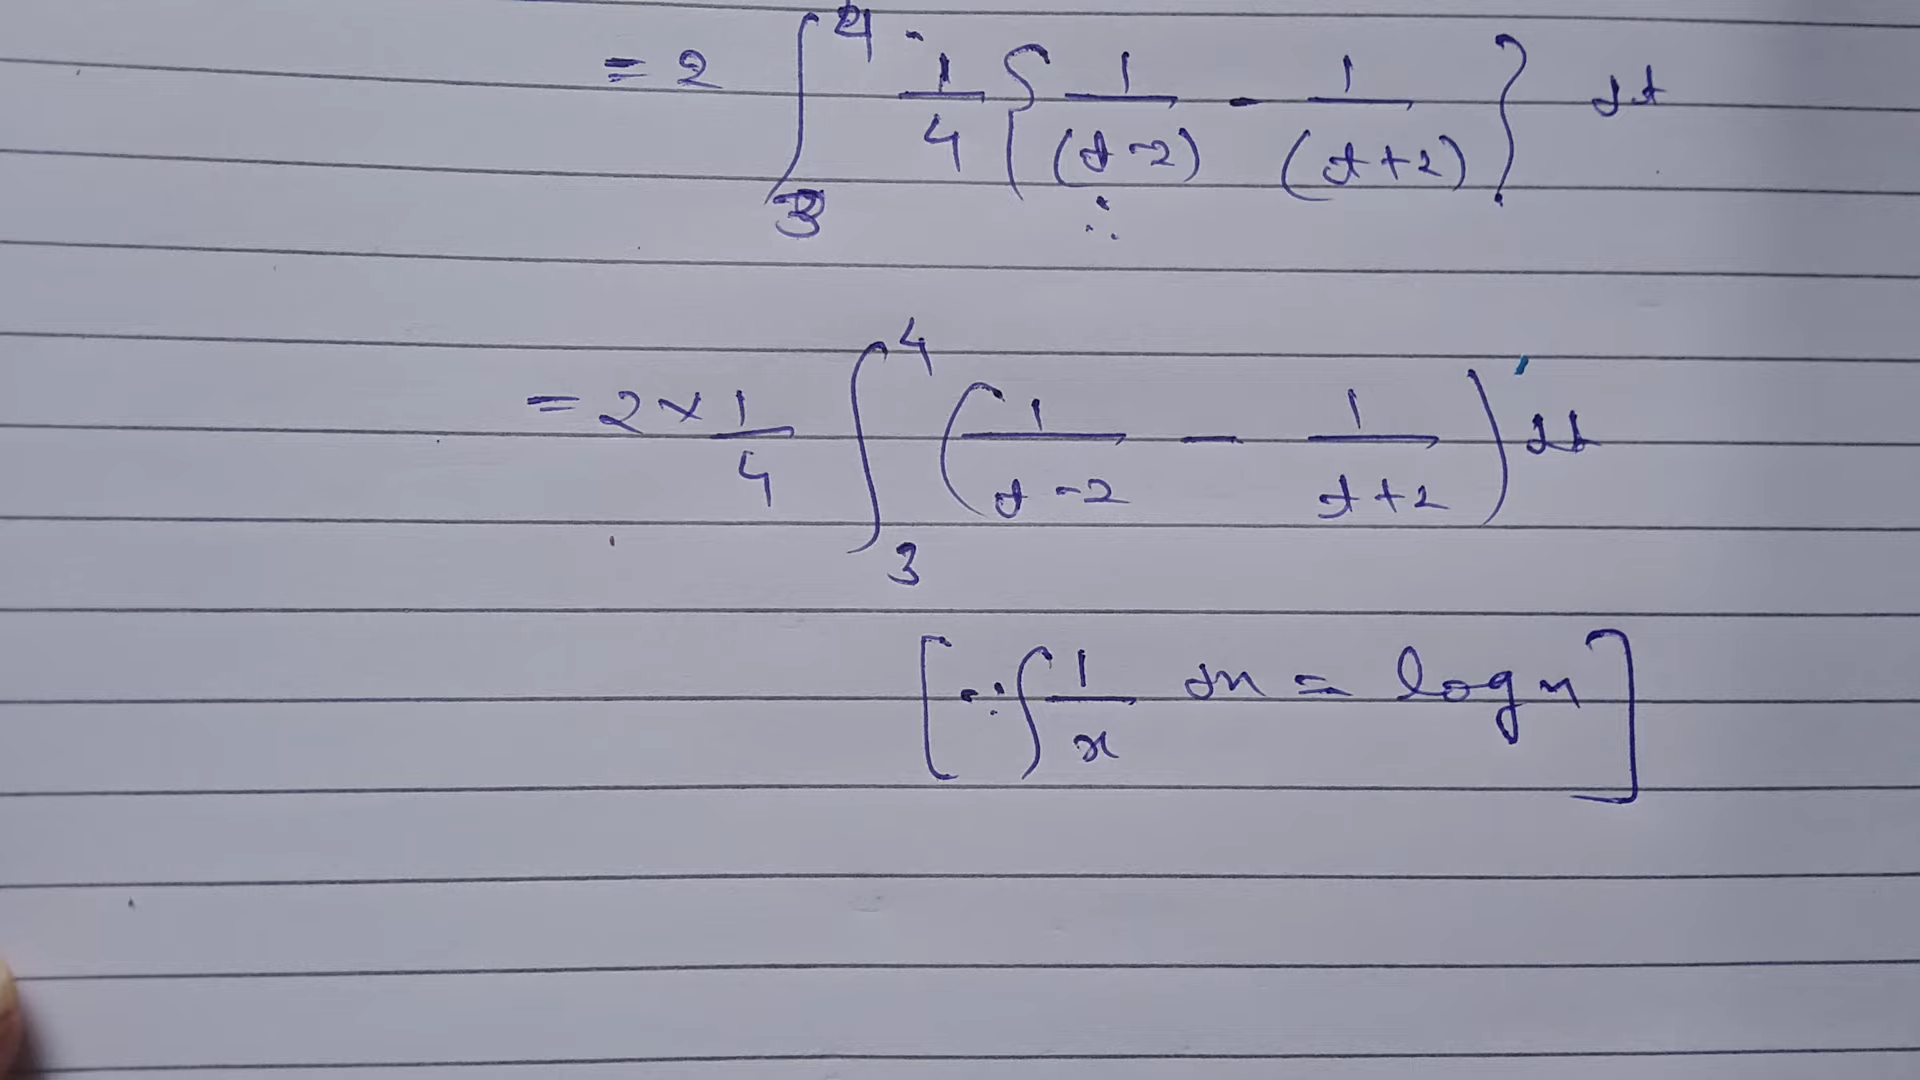 = 2 ∫₃⁴ 1/4 { 1/(t-2) - 1/(t+2) } dt
= 2 × 1/4 ∫₃⁴ ( 1/(t-2) - 1/(t+2) ) dt
[ ∵ ∫ 1/x dx = log x ]